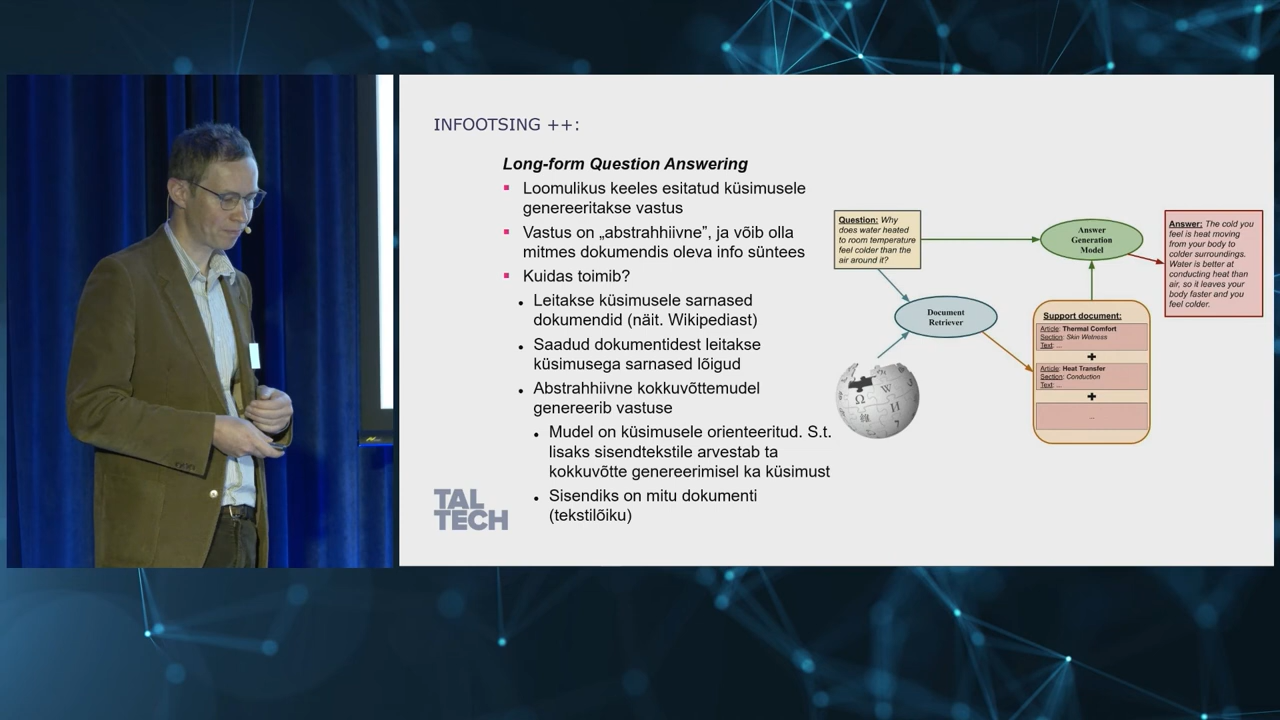 INFOOTSING ++:
Long-form Question Answering
Loomulikus keeles esitatud küsimusele
genereeritakse vastus
Vastus on „abstrahhiivne”, ja võib olla
mitmes dokumendis oleva info süntees
Kuidas toimib?
Leitakse küsimusele sarnased
dokumendid (näit. Wikipediast)
Saadud dokumentidest leitakse
küsimusega sarnased lõigud
Abstrahhiivne kokkuvõttemudel
genereerib vastuse
Mudel on küsimusele orienteeritud. S.t.
lisaks sisendtekstile arvestab ta
kokkuvõtte genereerimisel ka küsimust
Sisendiks on mitu dokumenti
(tekstilõiku)
TAL
TECH
Question: Why
does water heated
to room temperature
feel colder than the
air around it?
Document
Retriever
Ω
W
И
Answer
Generation
Model
Support document:
Article: Thermal Comfort
Section: Skin Wetness
Text: ...
+
Article: Heat Transfer
Section: Conduction
Text: ...
+
...
Answer: The cold you
feel is heat moving
from your body to
colder surroundings.
Water is better at
conducting heat than
air, so it leaves your
body faster and you
feel colder.